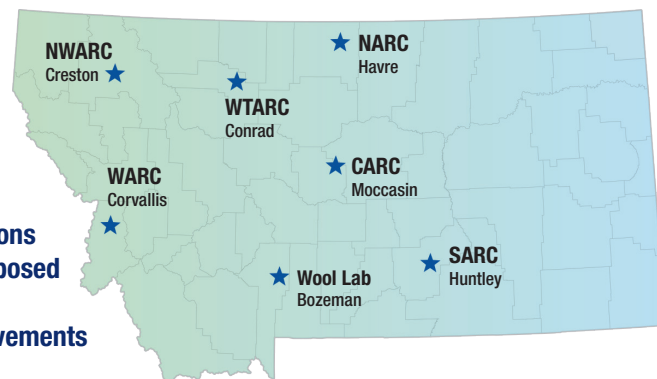 NWARC
Creston
NARC
Havre
WTARC
Conrad
CARC
Moccasin
WARC
Corvallis
ons
posed
vements
SARC
Huntley
Wool Lab
Bozeman